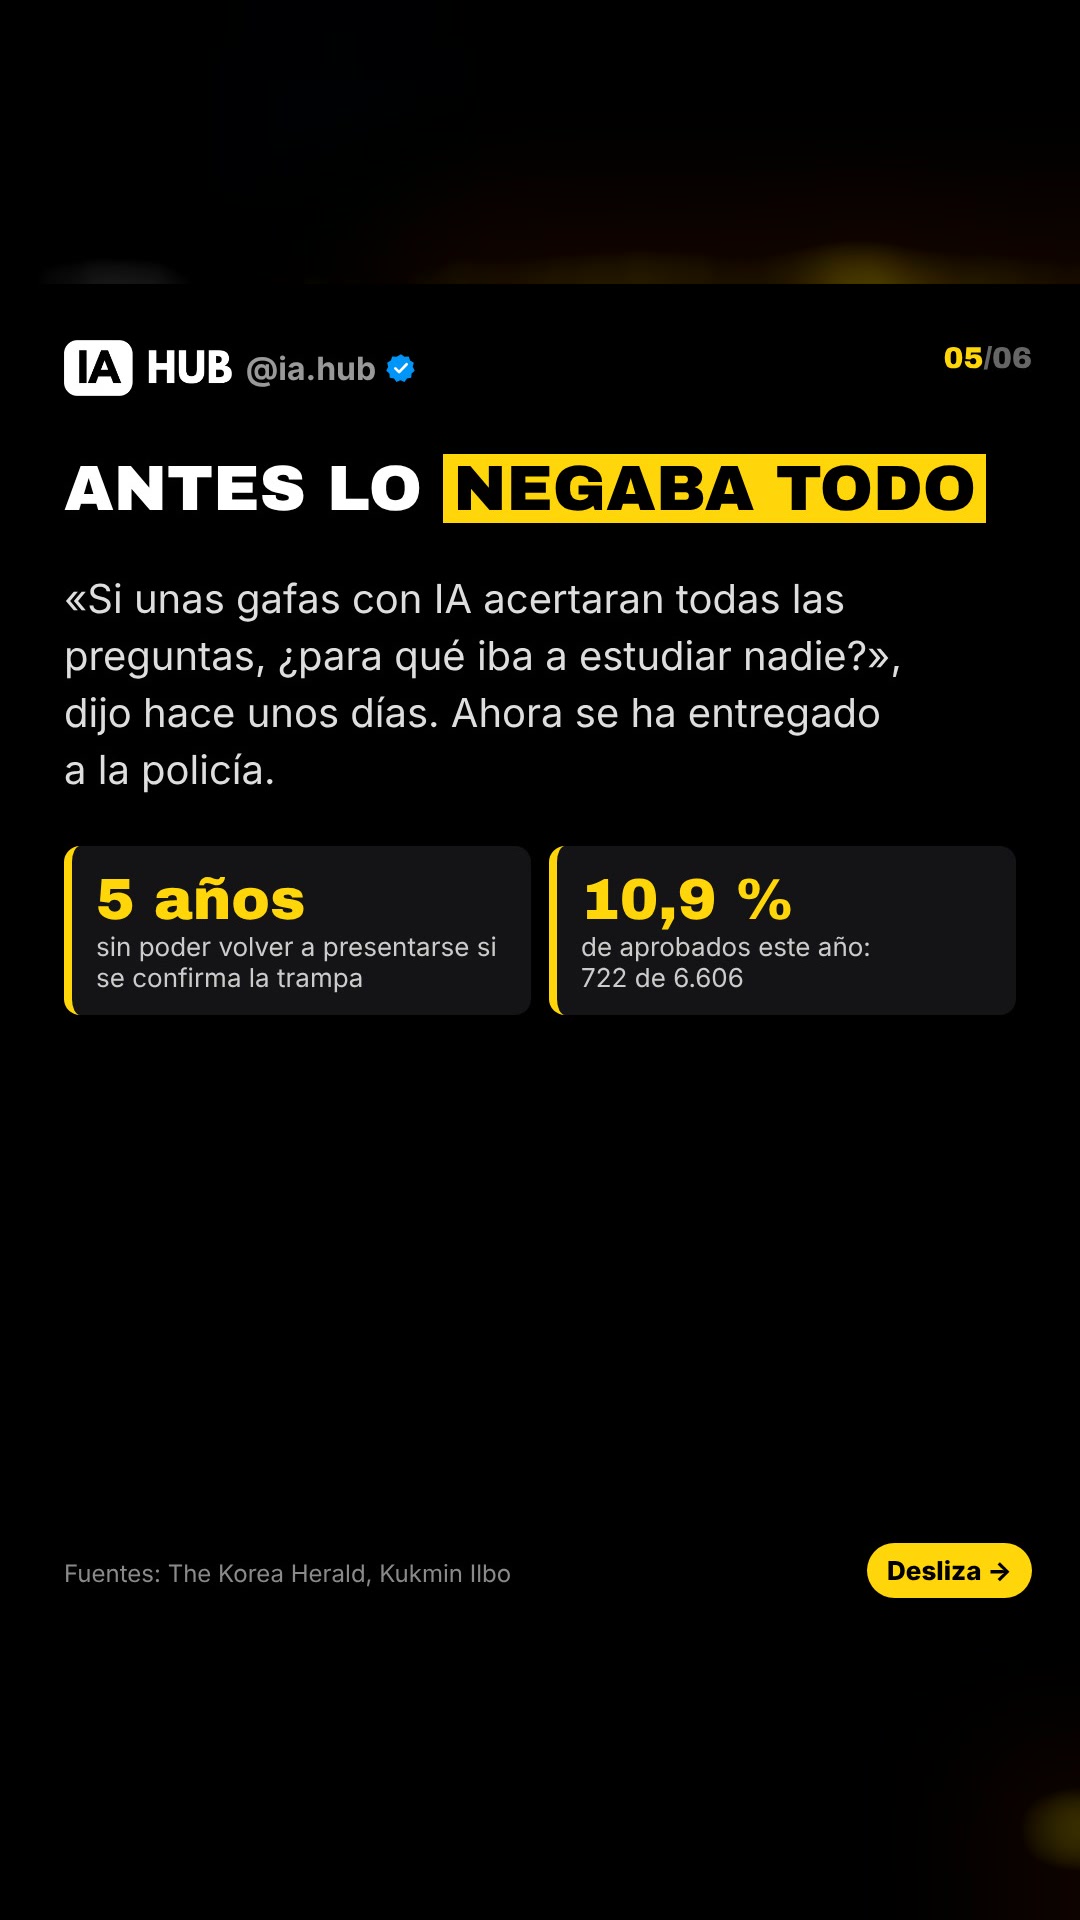 IA HUB @ia.hub
05/06
ANTES LO NEGABA TODO
«Si unas gafas con IA acertaran todas las
preguntas, ¿para qué iba a estudiar nadie?»,
dijo hace unos días. Ahora se ha entregado
a la policía.
5 años
sin poder volver a presentarse si
se confirma la trampa
10,9 %
de aprobados este año:
722 de 6.606
Fuentes: The Korea Herald, Kukmin Ilbo
Desliza →